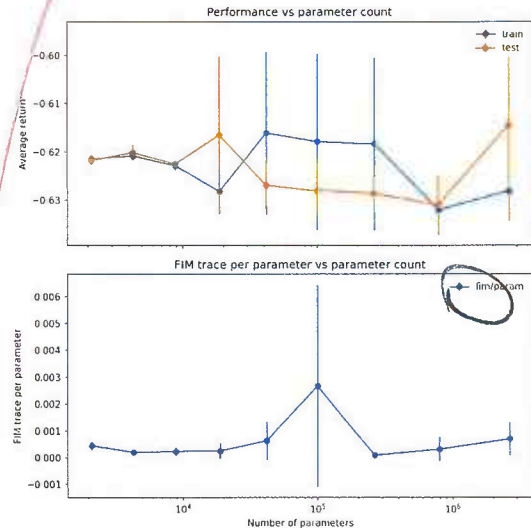 Performance vs parameter count
train
test
−0.60
−0.61
−0.62
−0.63
Average return
FIM trace per parameter vs parameter count
fim/param
0 006
0 005
0 004
0 003
0 002
0 001
0 000
−0 001
FIM trace per parameter
10⁴
10⁵
10⁶
Number of parameters